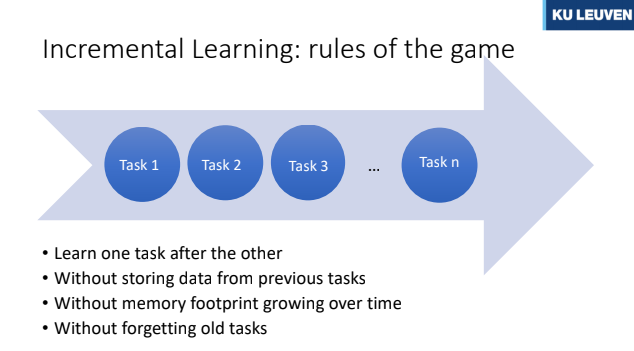 KU LEUVEN
Incremental Learning: rules of the game
Task 1 Task 2 Task 3 ... Task n
• Learn one task after the other
• Without storing data from previous tasks
• Without memory footprint growing over time
• Without forgetting old tasks